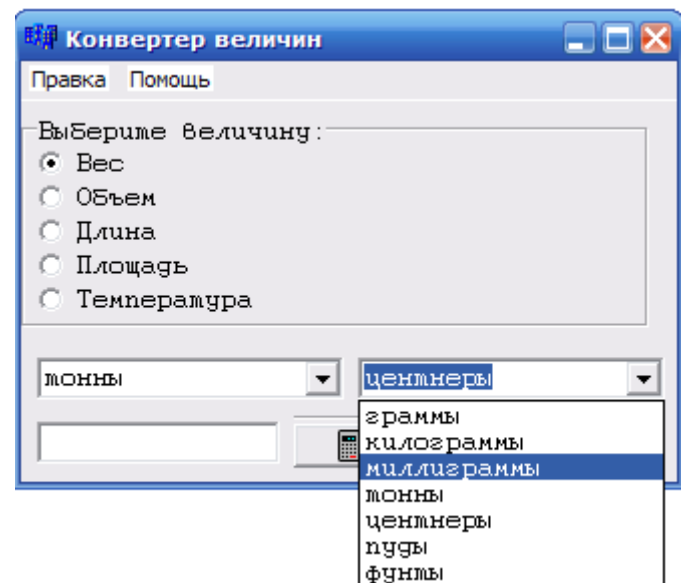 Конвертер величин
Правка Помощь
Выберите величину:
Вес
Объем
Длина
Площадь
Температура
тонны центнеры
граммы
килограммы
миллиграммы
тонны
центнеры
пуды
фунты